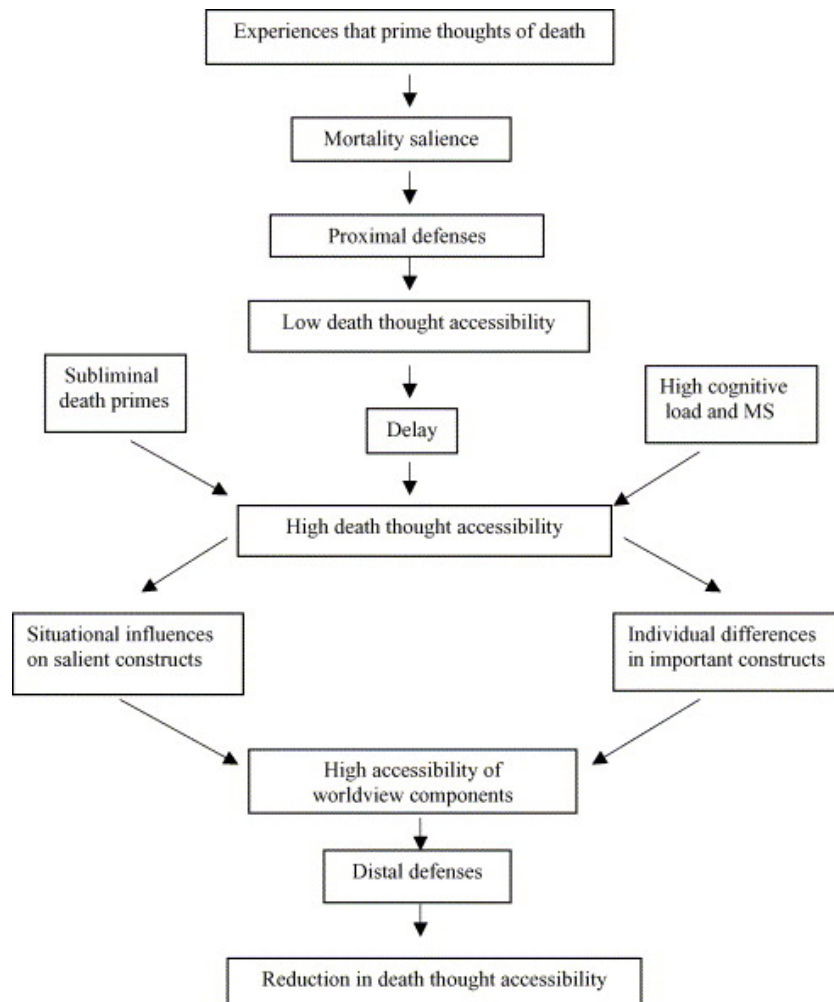 Experiences that prime thoughts of death
Mortality salience
Proximal defenses
Low death thought accessibility
Subliminal
death primes
High cognitive
load and MS
Delay
High death thought accessibility
Situational influences
on salient constructs
Individual differences
in important constructs
High accessibility of
worldview components
Distal defenses
Reduction in death thought accessibility